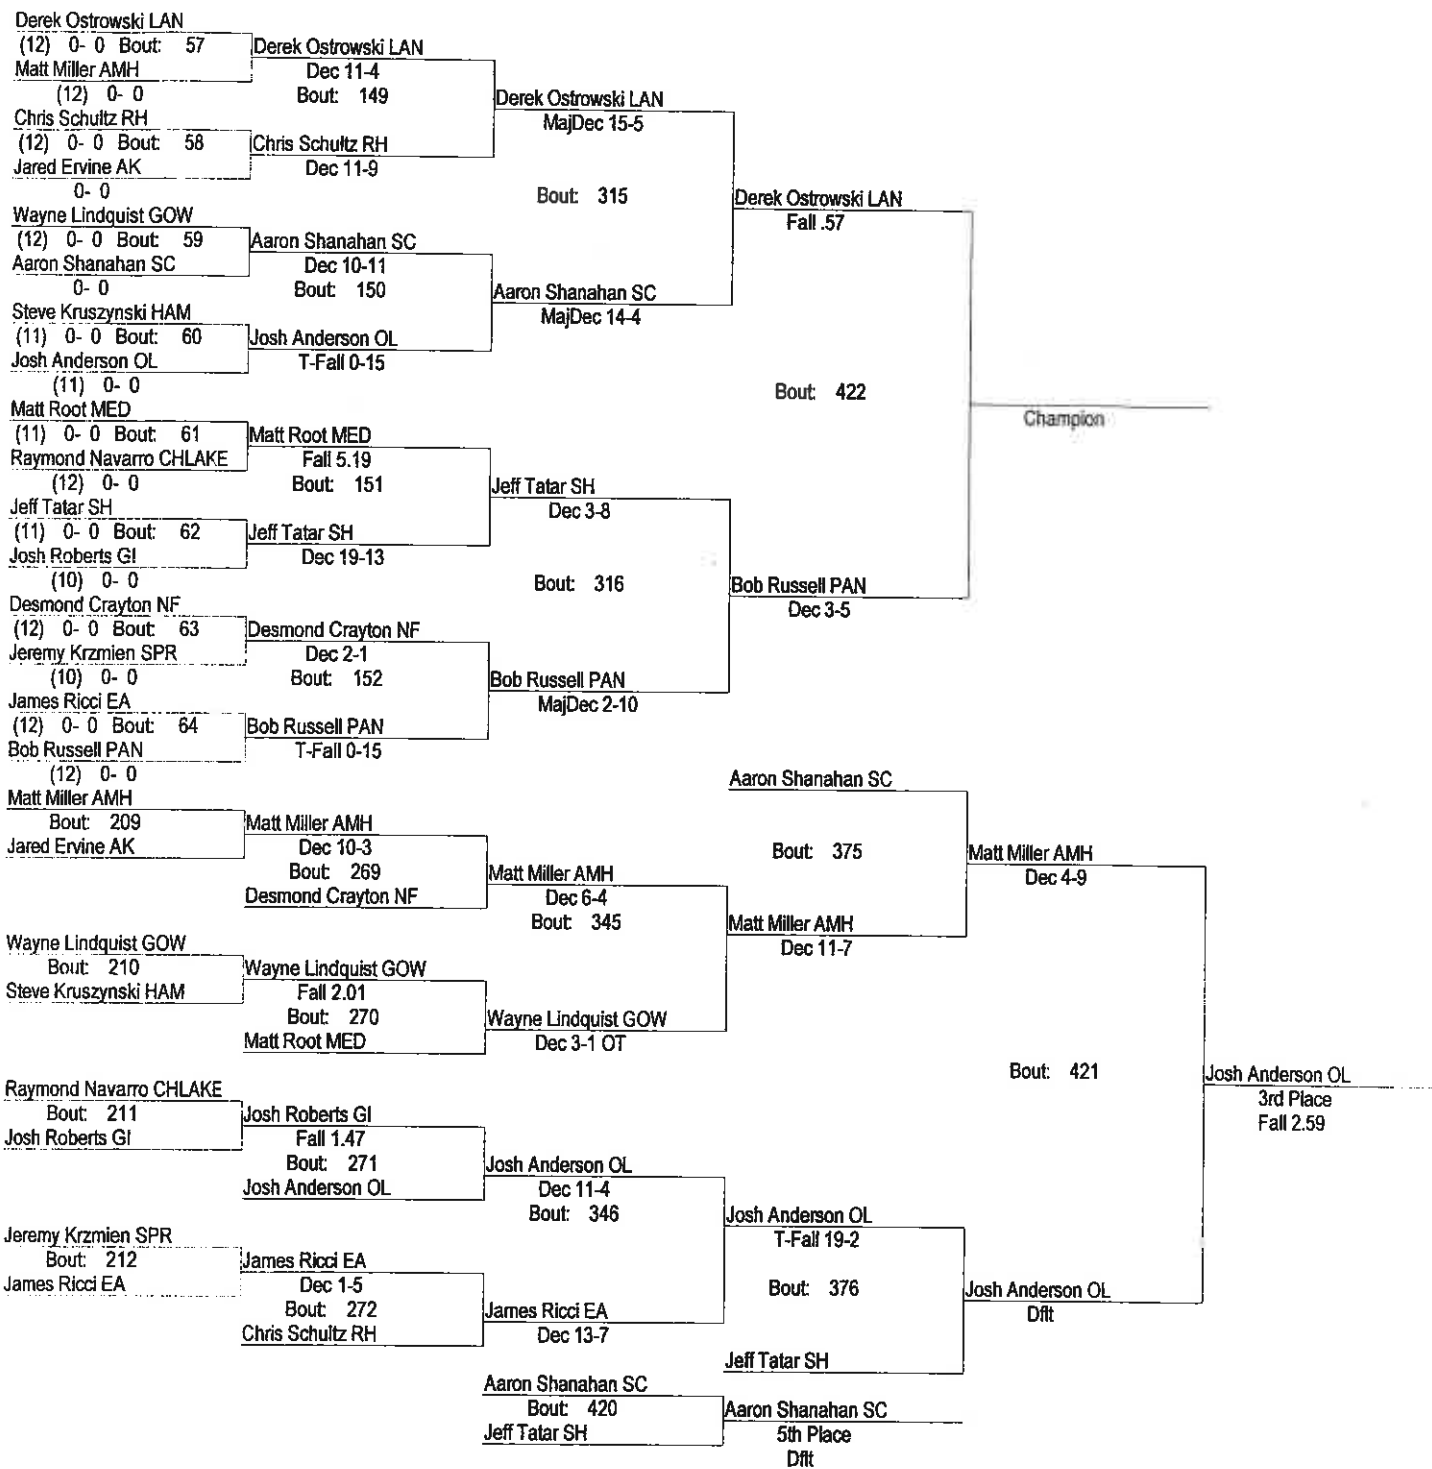 Derek Ostrowski LAN
(12) 0- 0 Bout: 57
Matt Miller AMH
(12) 0- 0
Chris Schultz RH
(12) 0- 0 Bout: 58
Jared Ervine AK
0- 0
Wayne Lindquist GOW
(12) 0- 0 Bout: 59
Aaron Shanahan SC
0- 0
Steve Kruszynski HAM
(11) 0- 0 Bout: 60
Josh Anderson OL
(11) 0- 0
Matt Root MED
(11) 0- 0 Bout: 61
Raymond Navarro CHLAKE
(12) 0- 0
Jeff Tatar SH
(11) 0- 0 Bout: 62
Josh Roberts GI
(10) 0- 0
Desmond Crayton NF
(12) 0- 0 Bout: 63
Jeremy Krzmien SPR
(10) 0- 0
James Ricci EA
(12) 0- 0 Bout: 64
Bob Russell PAN
(12) 0- 0
Derek Ostrowski LAN
Dec 11-4
Bout: 149
Chris Schultz RH
Dec 11-9
Aaron Shanahan SC
Dec 10-11
Bout: 150
Josh Anderson OL
T-Fall 0-15
Matt Root MED
Fall 5.19
Bout: 151
Jeff Tatar SH
Dec 19-13
Desmond Crayton NF
Dec 2-1
Bout: 152
Bob Russell PAN
T-Fall 0-15
Derek Ostrowski LAN
MajDec 15-5
Bout: 315
Aaron Shanahan SC
MajDec 14-4
Jeff Tatar SH
Dec 3-8
Bout: 316
Bob Russell PAN
MajDec 2-10
Derek Ostrowski LAN
Fall .57
Bout: 422
Bob Russell PAN
Dec 3-5
Champion
Matt Miller AMH
Bout: 209
Jared Ervine AK
Wayne Lindquist GOW
Bout: 210
Steve Kruszynski HAM
Raymond Navarro CHLAKE
Bout: 211
Josh Roberts GI
Jeremy Krzmien SPR
Bout: 212
James Ricci EA
Matt Miller AMH
Dec 10-3
Bout: 269
Desmond Crayton NF
Wayne Lindquist GOW
Fall 2.01
Bout: 270
Matt Root MED
Josh Roberts GI
Fall 1.47
Bout: 271
Josh Anderson OL
James Ricci EA
Dec 1-5
Bout: 272
Chris Schultz RH
Matt Miller AMH
Dec 6-4
Bout: 345
Wayne Lindquist GOW
Dec 3-1 OT
Josh Anderson OL
Dec 11-4
Bout: 346
James Ricci EA
Dec 13-7
Aaron Shanahan SC
Bout: 375
Matt Miller AMH
Dec 11-7
Josh Anderson OL
T-Fall 19-2
Bout: 376
Jeff Tatar SH
Matt Miller AMH
Dec 4-9
Bout: 421
Josh Anderson OL
Dflt
Josh Anderson OL
3rd Place
Fall 2.59
Aaron Shanahan SC
Bout: 420
Jeff Tatar SH
Aaron Shanahan SC
5th Place
Dflt